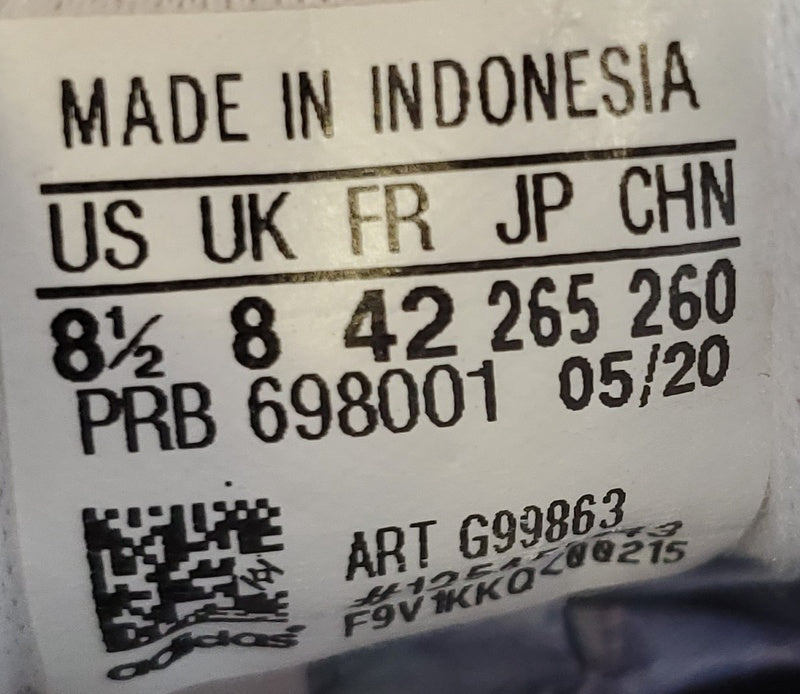 MADE IN INDONESIA
US UK FR JP CHN
8½ 8 42 265 260
PRB 698001 05/20
ART G99863
adidas